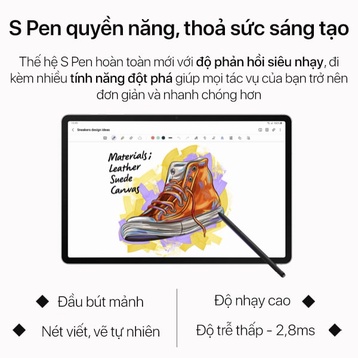 S Pen quyền năng, thoả sức sáng tạo
Thế hệ S Pen hoàn toàn mới với độ phản hồi siêu nhạy, đi
kèm nhiều tính năng đột phá giúp mọi tác vụ của bạn trở nên
đơn giản và nhanh chóng hơn
Sneakers design ideas
Materials;
Leather
Suede
Canvas
Đầu bút mảnh
Độ nhạy cao
Nét viết, vẽ tự nhiên
Độ trễ thấp - 2,8ms